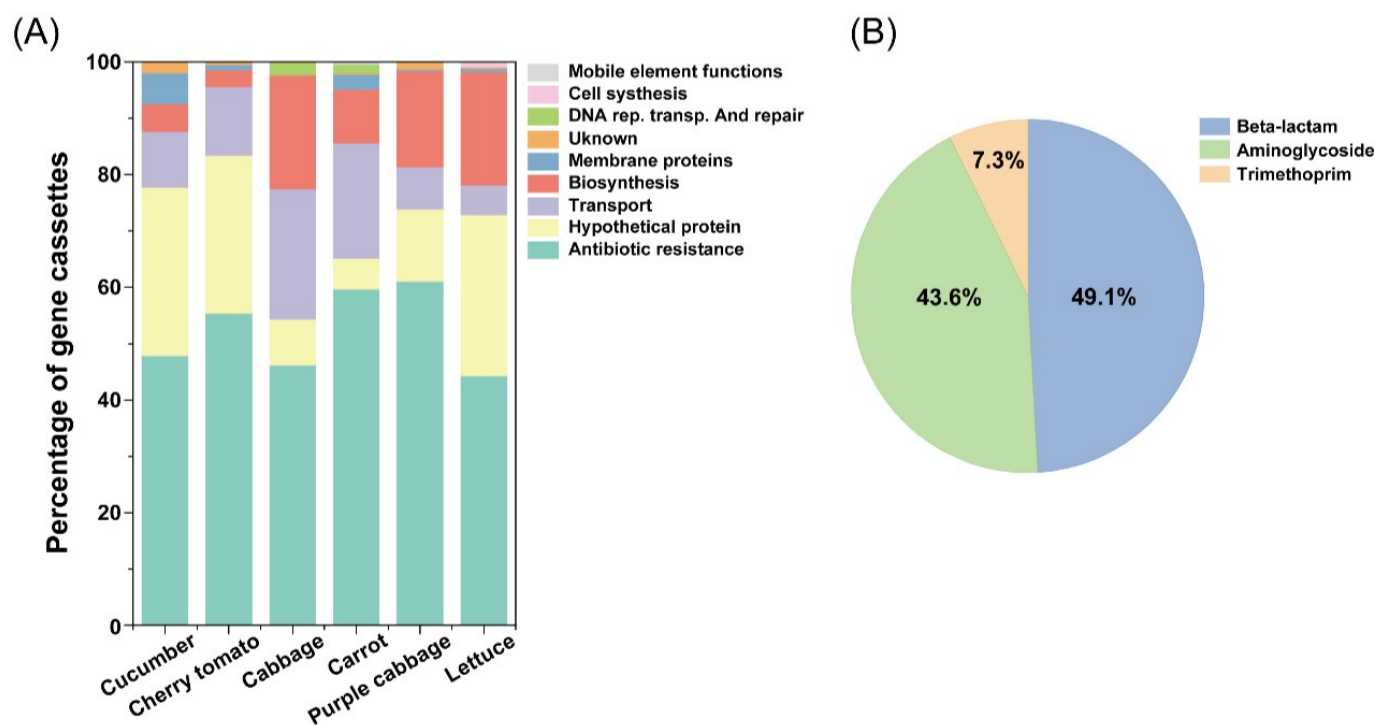 (A)
(B)
Percentage of gene cassettes
100
80
60
40
20
0
Cucumber
Cherry tomato
Cabbage
Carrot
Purple cabbage
Lettuce
Mobile element functions
Cell systhesis
DNA rep. transp. And repair
Uknown
Membrane proteins
Biosynthesis
Transport
Hypothetical protein
Antibiotic resistance
7.3%
43.6%
49.1%
Beta-lactam
Aminoglycoside
Trimethoprim